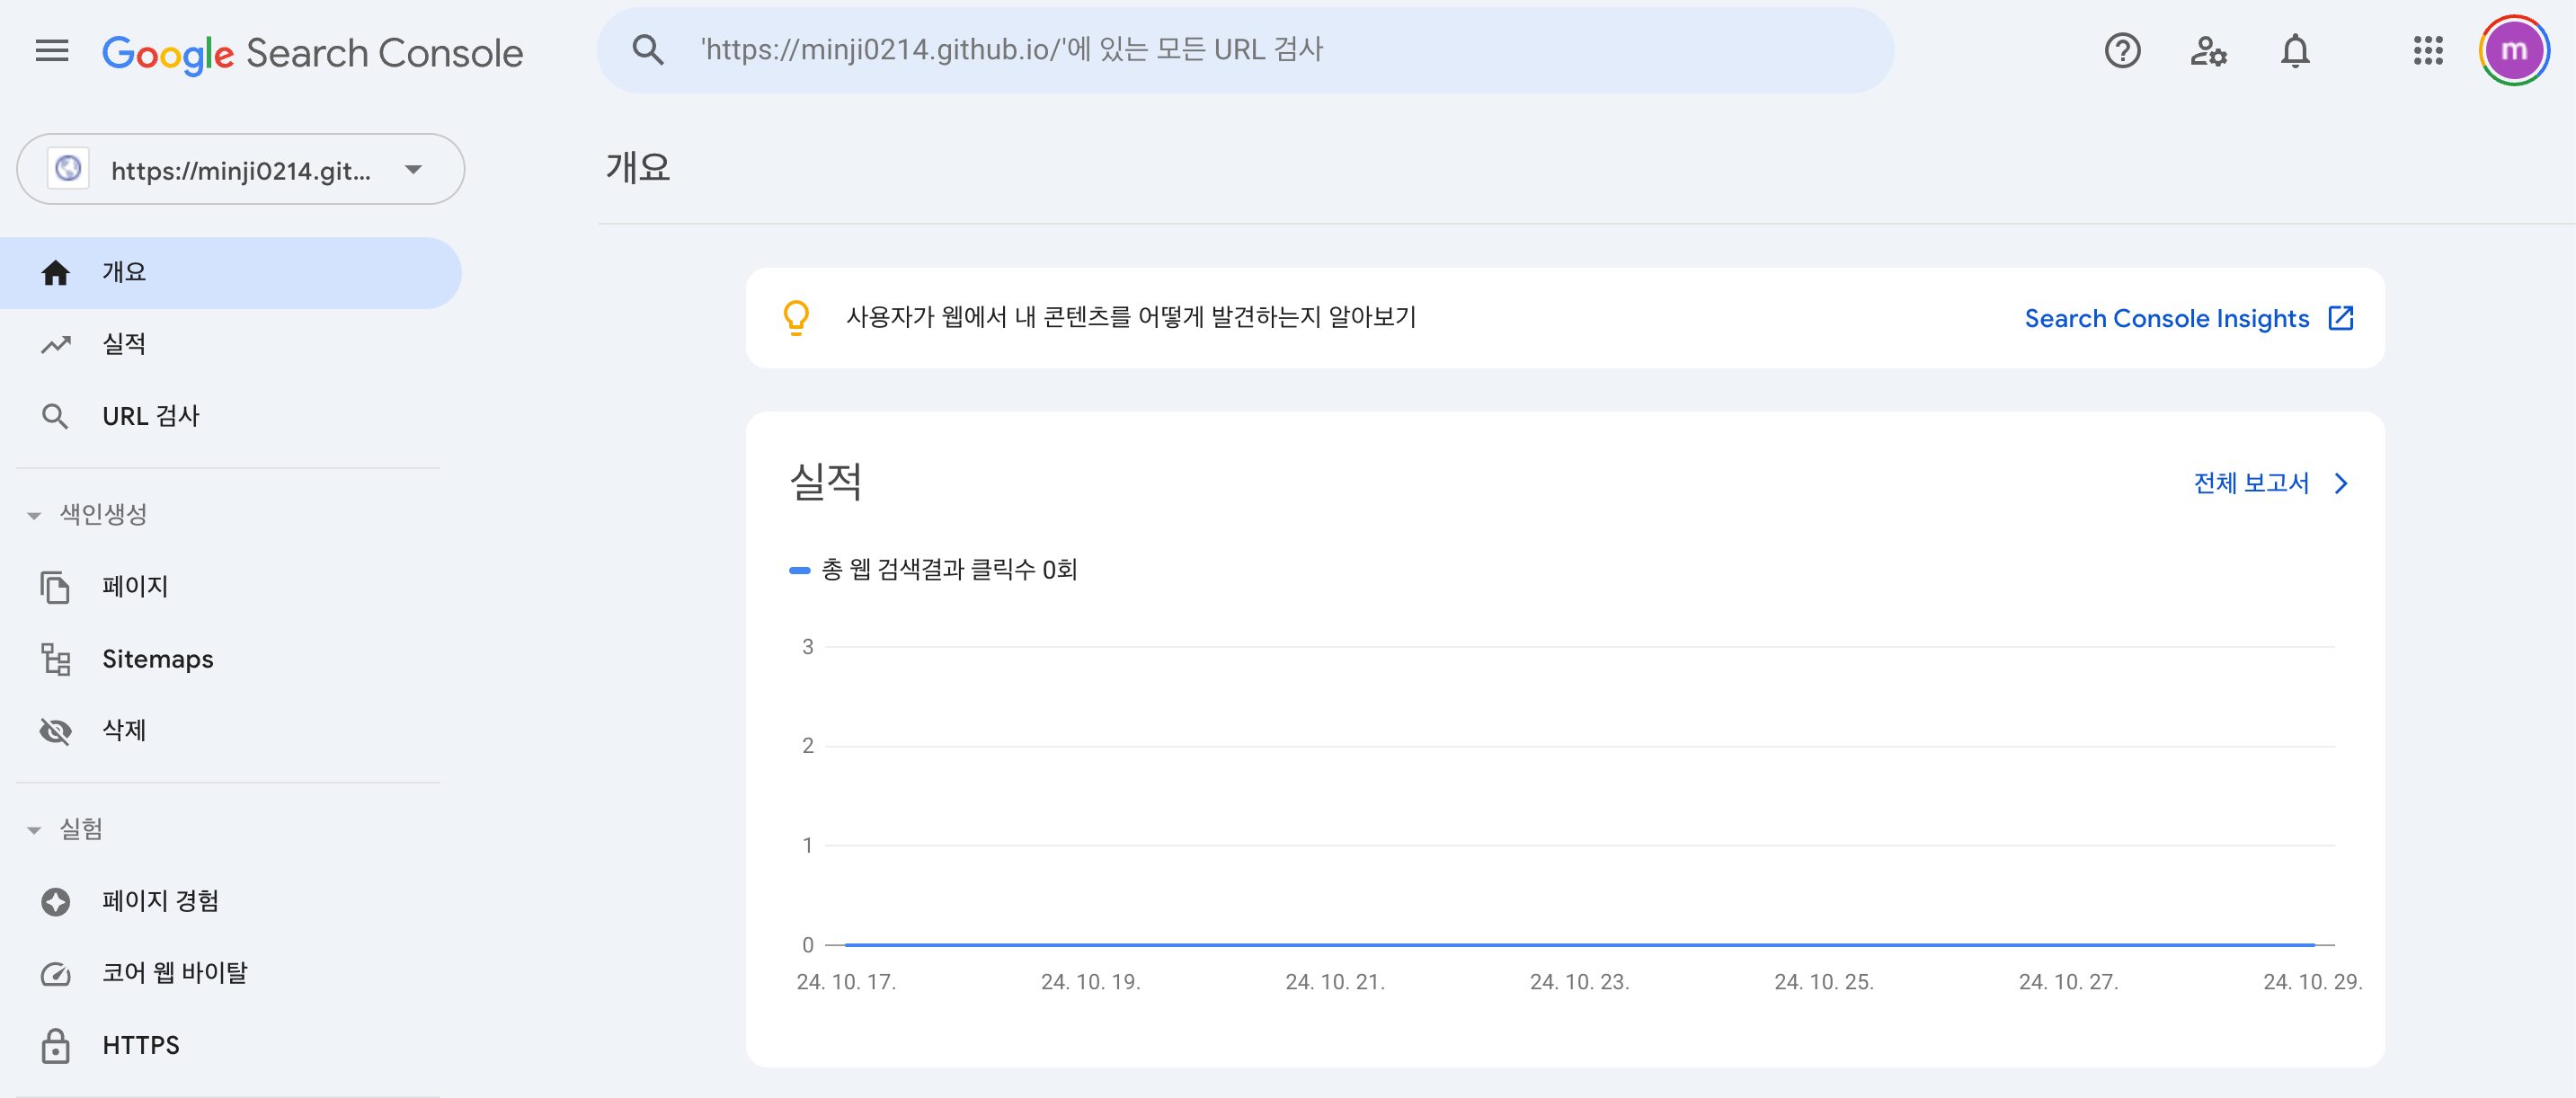 Google Search Console
'https://minji0214.github.io/'에 있는 모든 URL 검사
m
https://minji0214.git...
개요
실적
URL 검사
색인생성
페이지
Sitemaps
삭제
실험
페이지 경험
코어 웹 바이탈
HTTPS
개요
사용자가 웹에서 내 콘텐츠를 어떻게 발견하는지 알아보기
Search Console Insights
실적
전체 보고서
총 웹 검색결과 클릭수 0회
3
2
1
0
24. 10. 17. 24. 10. 19. 24. 10. 21. 24. 10. 23. 24. 10. 25. 24. 10. 27. 24. 10. 29.